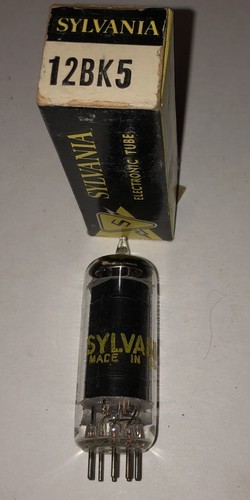 SYLVANIA
12BK5
SYLVANIA
ELECTRONIC TUBE
S
SYLVAN
MADE IN